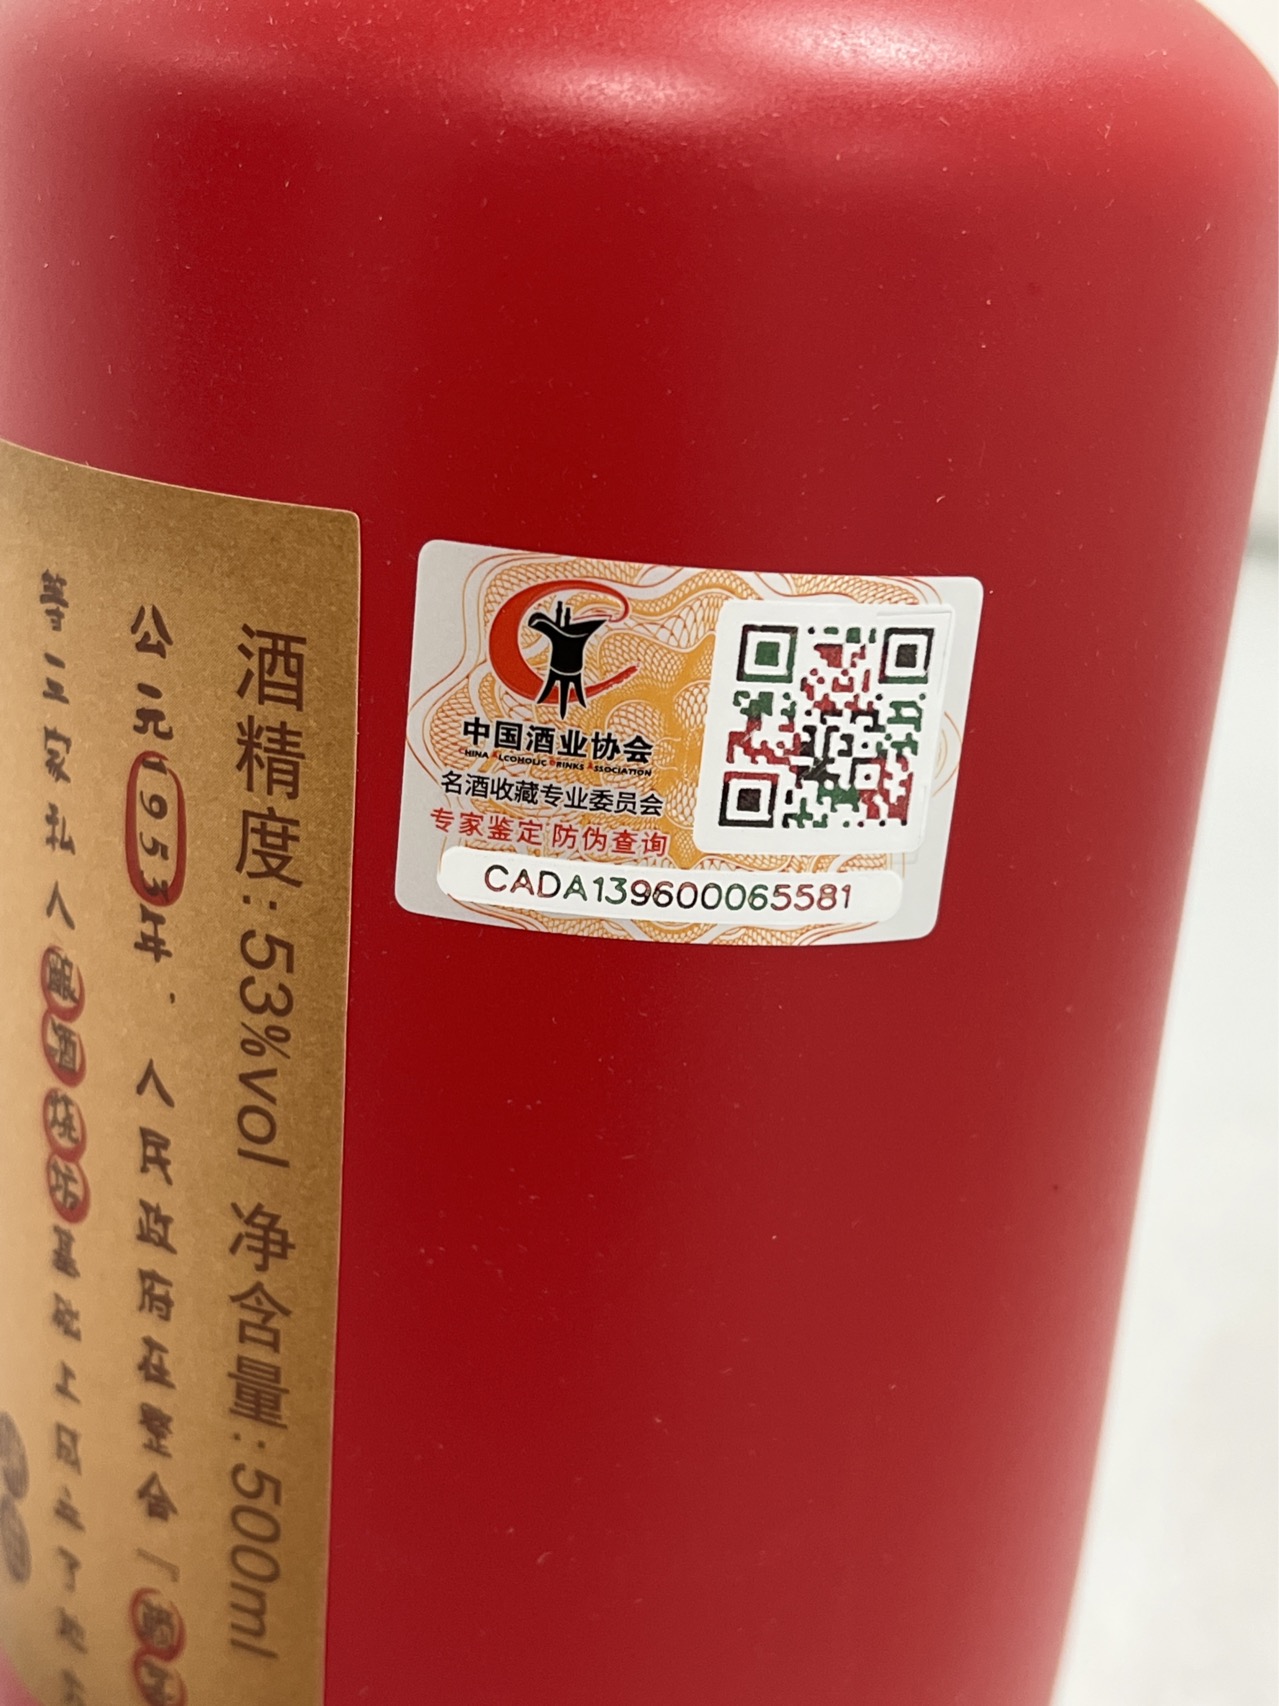 酒精度:53%vol 净含量:500ml
公元1953年，人民政府在整合「
等三家私人酿酒烧坊基础上成立了地方
中国酒业协会
CHINA ALCOHOLIC DRINKS ASSOCIATION
名酒收藏专业委员会
专家鉴定 防伪查询
CADA139600065581